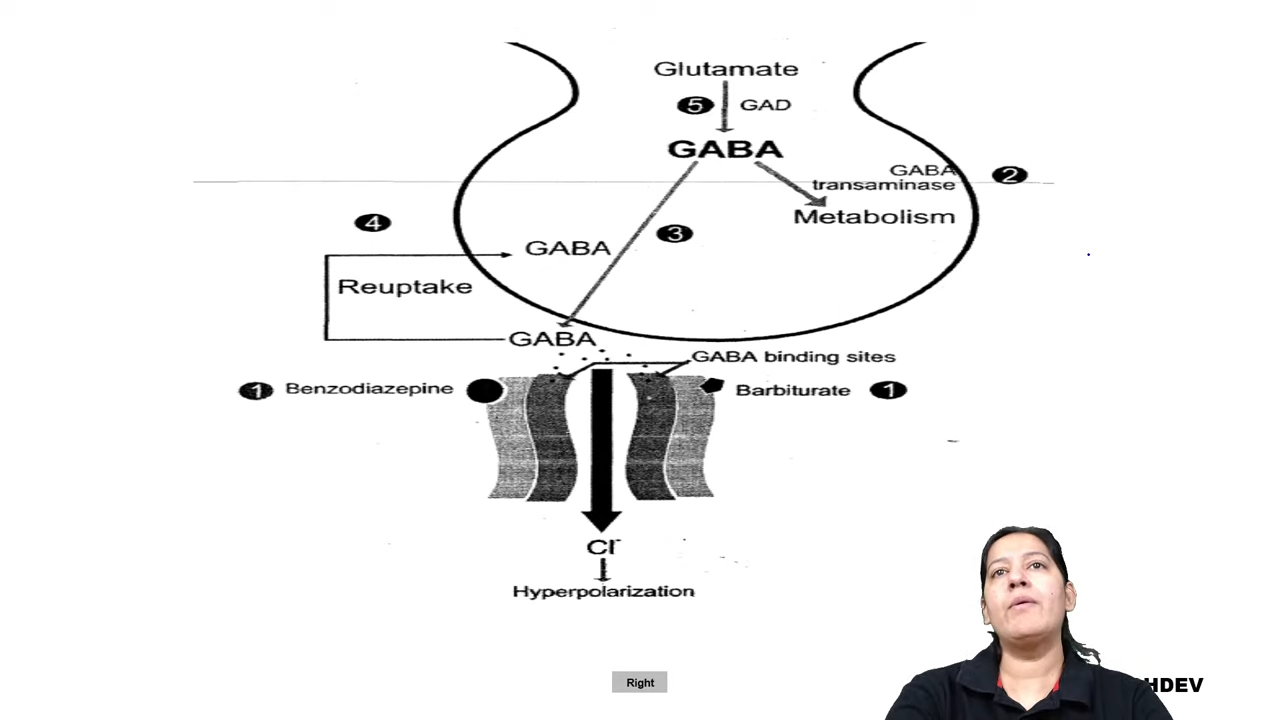 Glutamate
5 GAD
GABA
GABA
transaminase
2
Metabolism
4
3
GABA
Reuptake
GABA
GABA binding sites
1 Benzodiazepine
Barbiturate 1
Cl⁻
Hyperpolarization
Right
HDEV